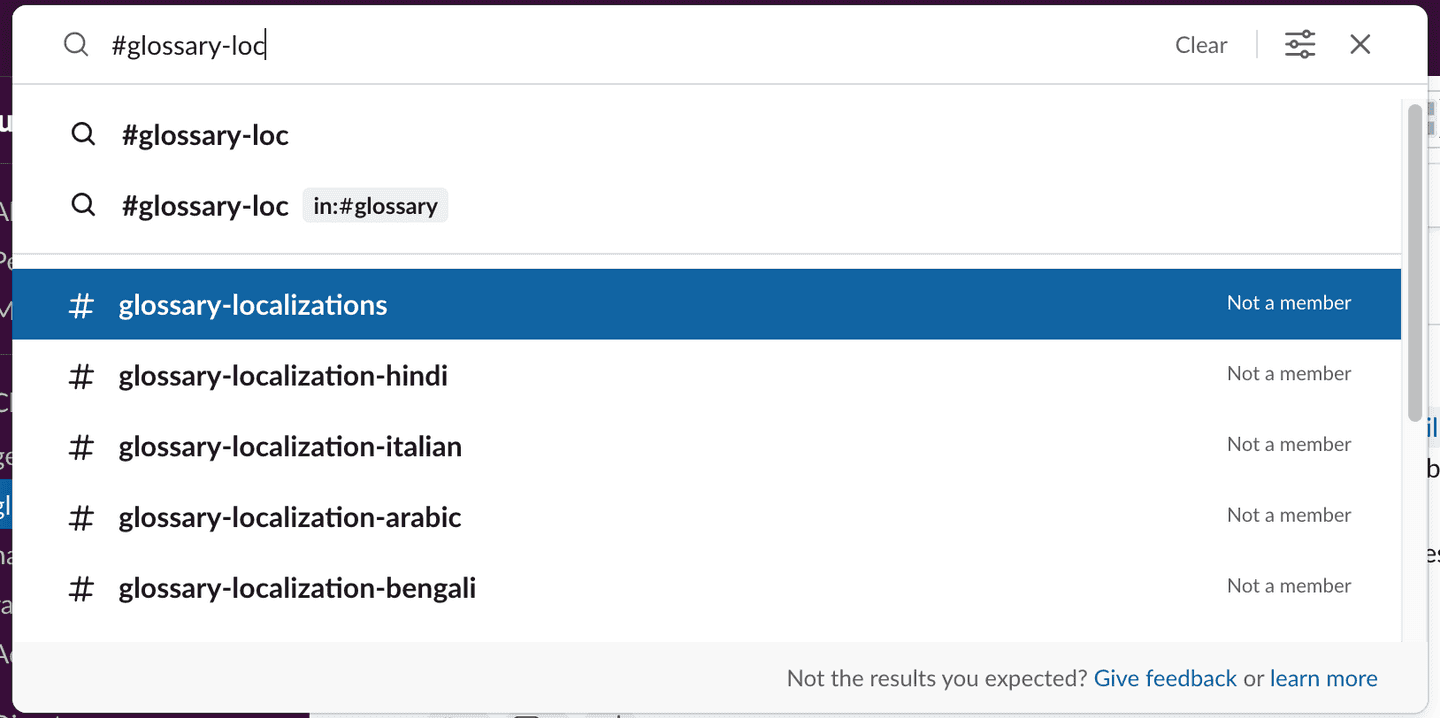 #glossary-loc Clear
#glossary-loc
#glossary-loc in:#glossary
# glossary-localizations Not a member
# glossary-localization-hindi Not a member
# glossary-localization-italian Not a member
# glossary-localization-arabic Not a member
# glossary-localization-bengali Not a member
Not the results you expected? Give feedback or learn more